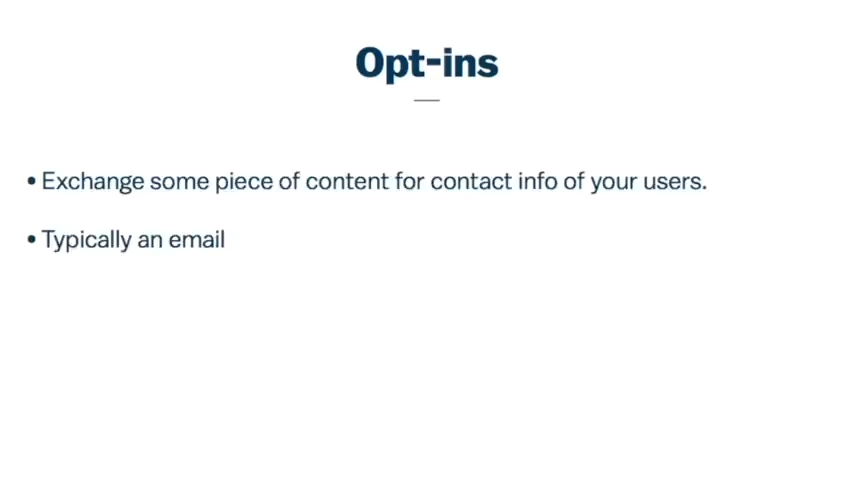 Opt-ins
• Exchange some piece of content for contact info of your users.
• Typically an email